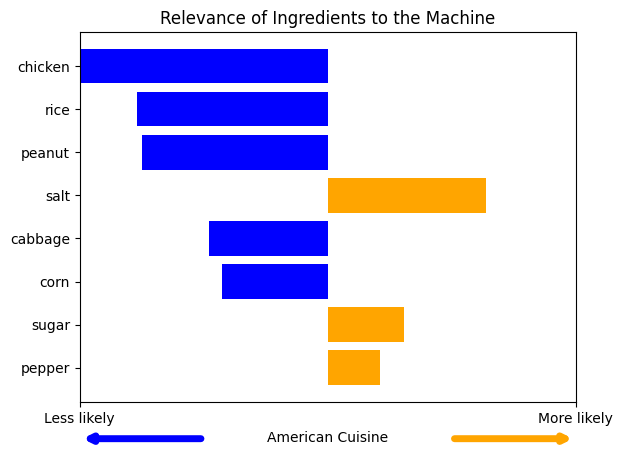 Relevance of Ingredients to the Machine
chicken
rice
peanut
salt
cabbage
corn
sugar
pepper
Less likely
More likely
American Cuisine